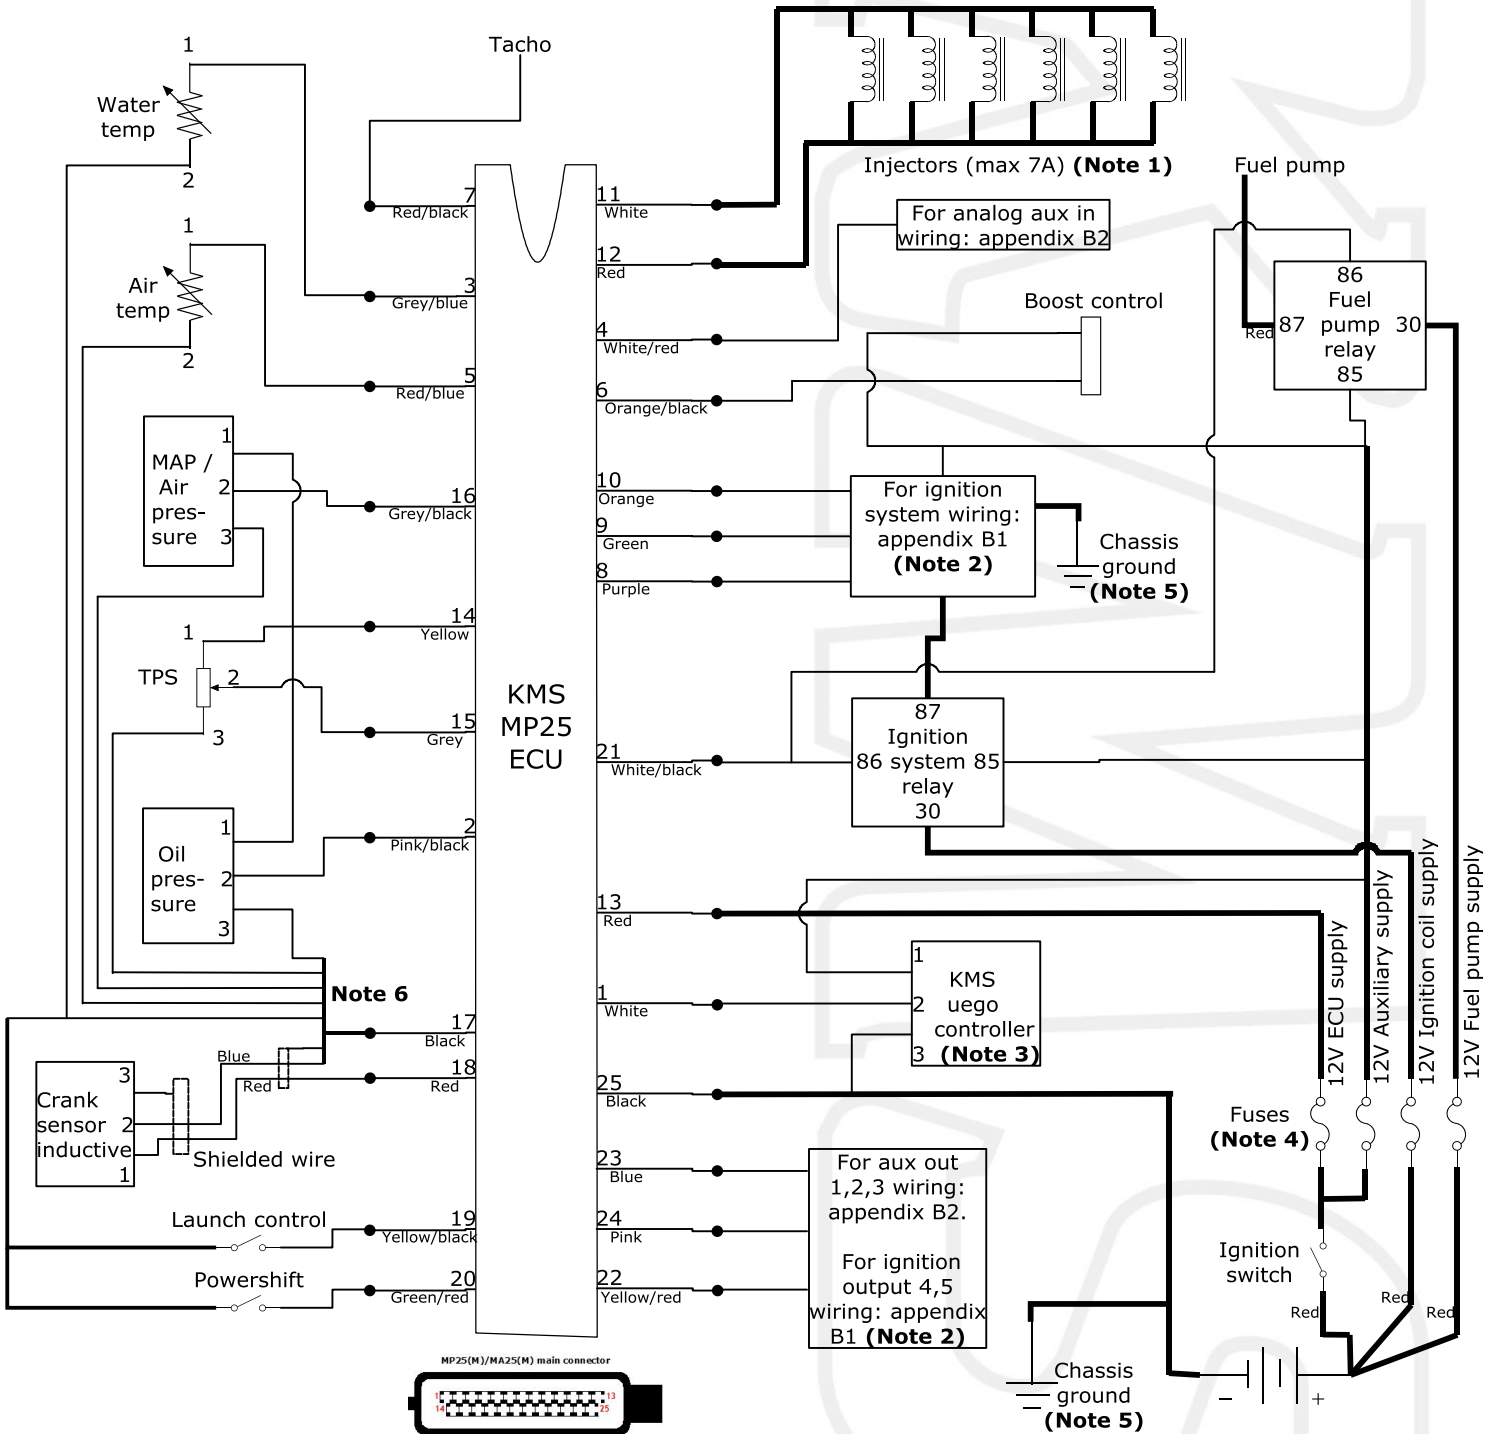 Tacho
1
Water
temp
2
1
Air
temp
2
1
MAP /
Air
2
pres-
sure
3
1
TPS
2
3
1
Oil
pres-
2
sure
3
Note 6
Blue
Red
3
Crank
sensor
2
inductive
1
Shielded wire
Launch control
Powershift
7
Red/black
3
Grey/blue
5
Red/blue
16
Grey/black
14
Yellow
15
Grey
2
Pink/black
17
Black
18
Red
19
Yellow/black
20
Green/red
KMS
MP25
ECU
11
White
12
Red
4
White/red
6
Orange/black
10
Orange
9
Green
8
Purple
21
White/black
13
Red
1
White
25
Black
23
Blue
24
Pink
22
Yellow/red
Injectors (max 7A) (Note 1)
For analog aux in
wiring: appendix B2
Boost control
Fuel pump
86
Fuel
87 pump 30
relay
85
Red
For ignition
system wiring:
appendix B1
(Note 2)
Chassis
ground
(Note 5)
87
Ignition
86 system 85
relay
30
1
KMS
2 uego
controller
3 (Note 3)
12V ECU supply
12V Auxiliary supply
12V Ignition coil supply
12V Fuel pump supply
Fuses
(Note 4)
For aux out
1,2,3 wiring:
appendix B2.
For ignition
output 4,5
wiring: appendix
B1 (Note 2)
Ignition
switch
Red
Red
Red
Chassis
ground
(Note 5)
− +
MP25(M)/MA25(M) main connector
1 13
14 25